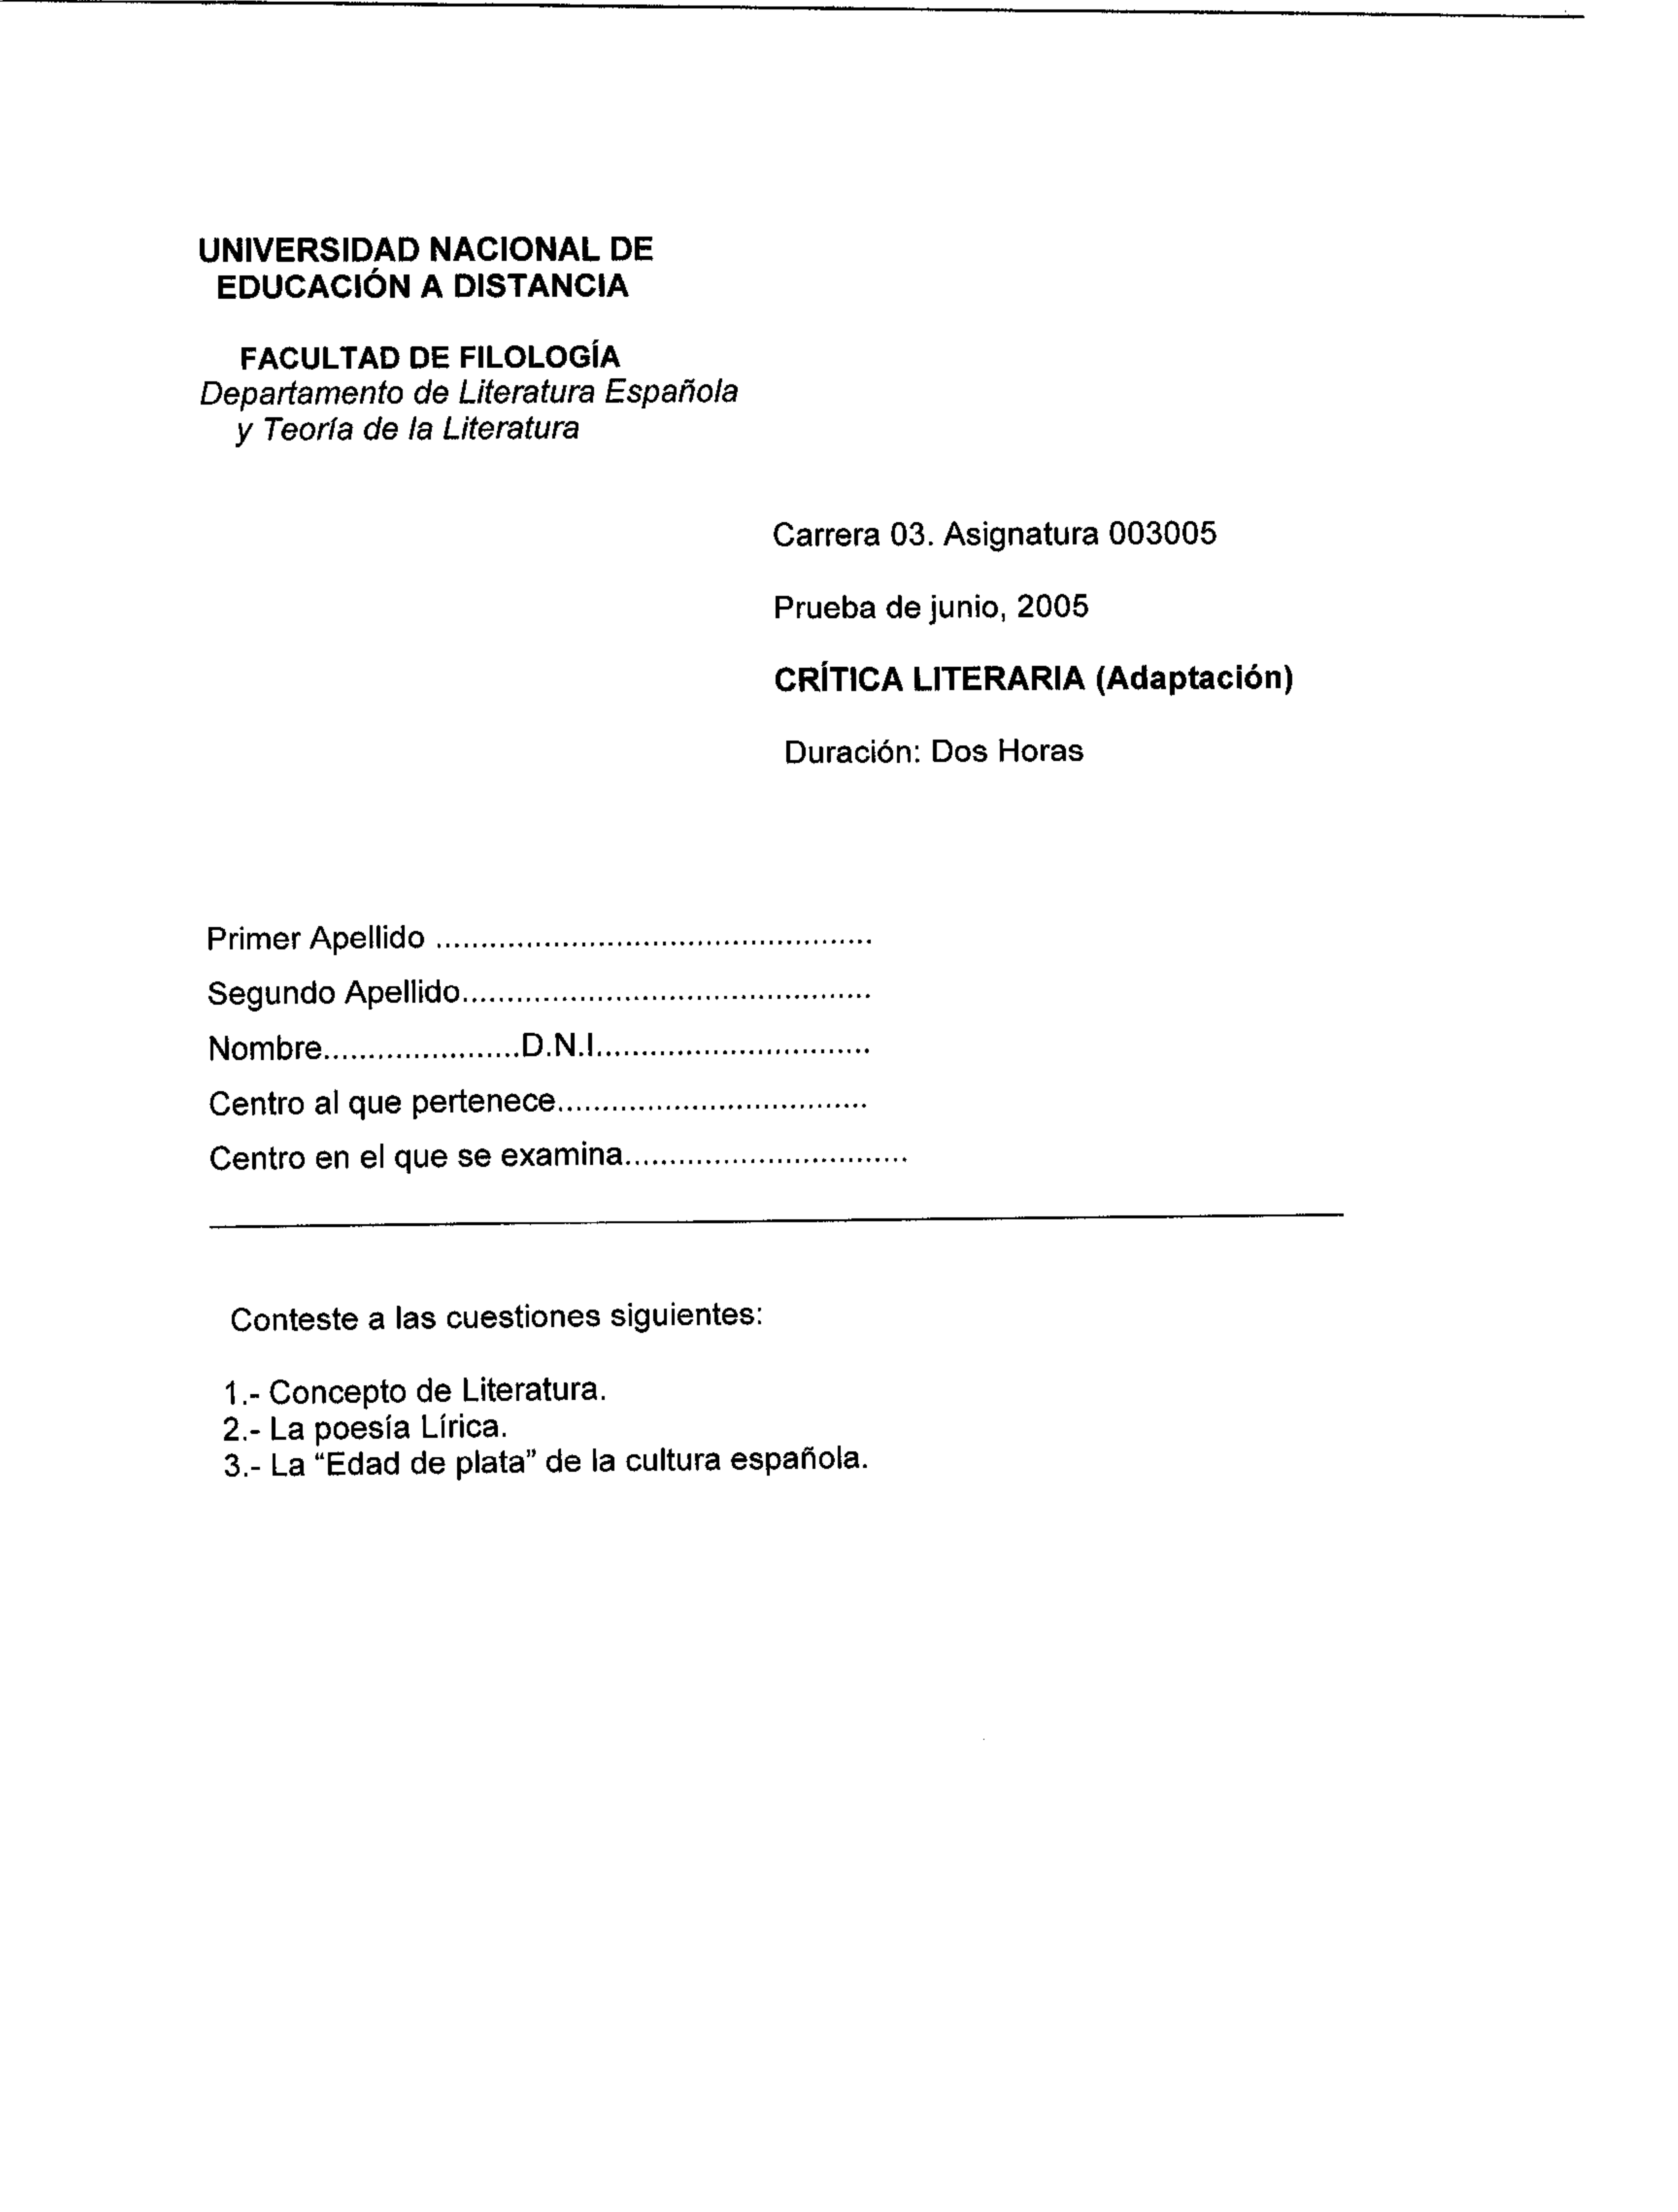 UNIVERSIDAD NACIONAL DE
EDUCACIÓN A DISTANCIA
FACULTAD DE FILOLOGÍA
Departamento de Literatura Española
y Teoría de la Literatura
Carrera 03. Asignatura 003005
Prueba de junio, 2005
CRÍTICA LITERARIA (Adaptación)
Duración: Dos Horas
Primer Apellido ................................................
Segundo Apellido.............................................
Nombre......................D.N.I..............................
Centro al que pertenece..................................
Centro en el que se examina...............................
Conteste a las cuestiones siguientes:
1.- Concepto de Literatura.
2.- La poesía Lírica.
3.- La “Edad de plata” de la cultura española.